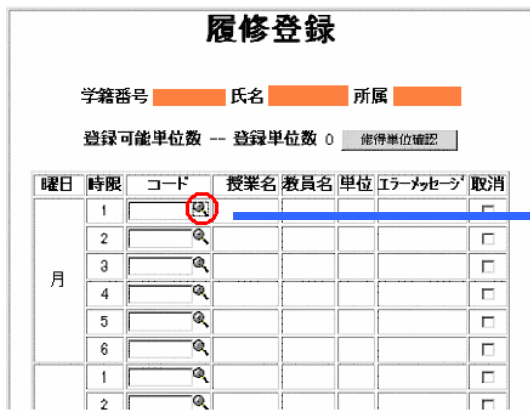 履修登録
学籍番号 氏名 所属
登録可能単位数 -- 登録単位数 0 修得単位確認
曜日 時限 コード 授業名 教員名 単位 エラーメッセージ 取消
月
1
2
3
4
5
6
1
2